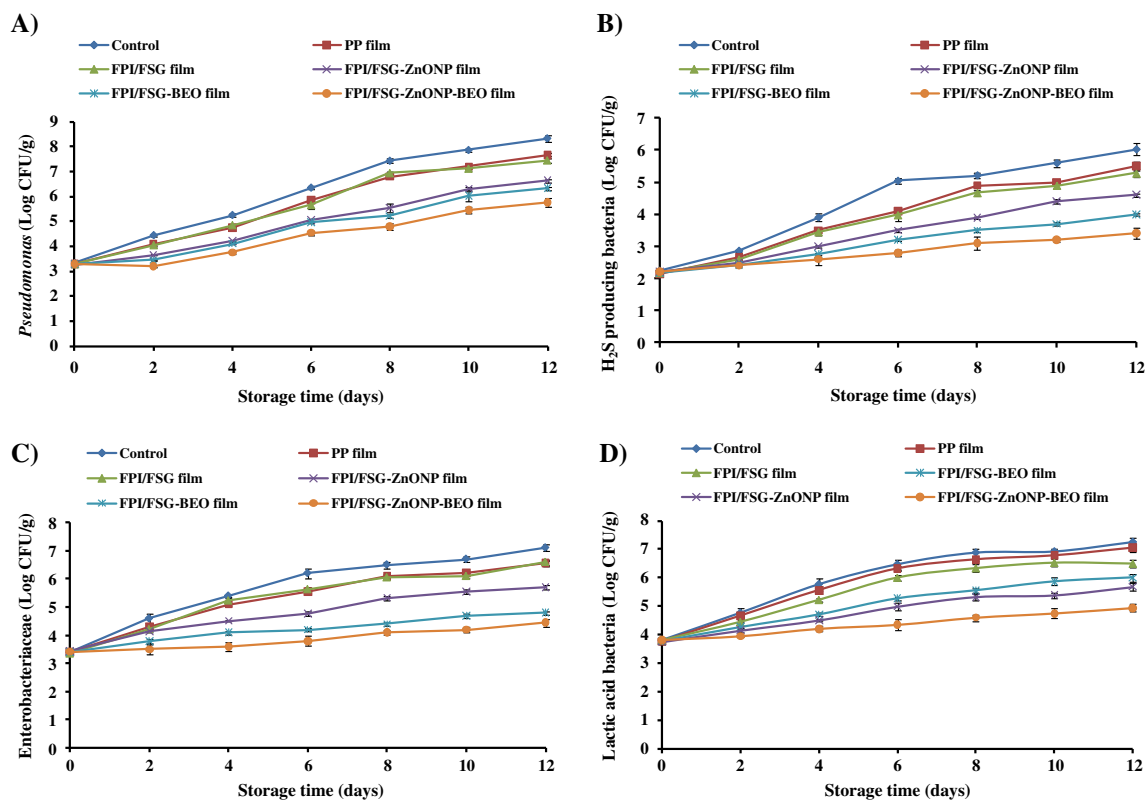 A)
Control
PP film
FPI/FSG film
FPI/FSG-ZnONP film
FPI/FSG-BEO film
FPI/FSG-ZnONP-BEO film
Pseudomonas (Log CFU/g)
9
8
7
6
5
4
3
2
1
0
0 2 4 6 8 10 12
Storage time (days)
B)
Control
PP film
FPI/FSG film
FPI/FSG-ZnONP film
FPI/FSG-BEO film
FPI/FSG-ZnONP-BEO film
H₂S producing bacteria (Log CFU/g)
7
6
5
4
3
2
1
0
0 2 4 6 8 10 12
Storage time (days)
C)
Control
PP film
FPI/FSG film
FPI/FSG-ZnONP film
FPI/FSG-BEO film
FPI/FSG-ZnONP-BEO film
Enterobacteriaceae (Log CFU/g)
8
7
6
5
4
3
2
1
0
0 2 4 6 8 10 12
Storage time (days)
D)
Control
PP film
FPI/FSG film
FPI/FSG-BEO film
FPI/FSG-ZnONP film
FPI/FSG-ZnONP-BEO film
Lactic acid bacteria (Log CFU/g)
8
7
6
5
4
3
2
1
0
0 2 4 6 8 10 12
Storage time (days)